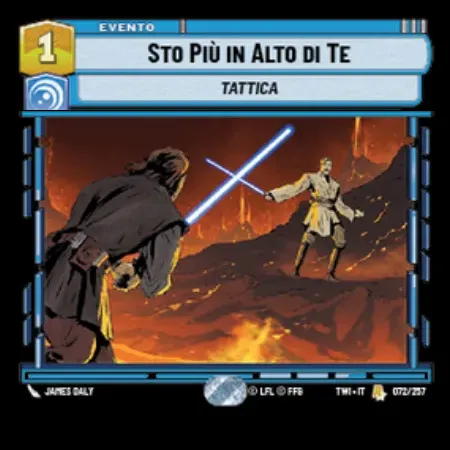 EVENTO
1
STO PIÙ IN ALTO DI TE
TATTICA
JAMES DALY
© LFL © FFG
TWI • IT
072/257